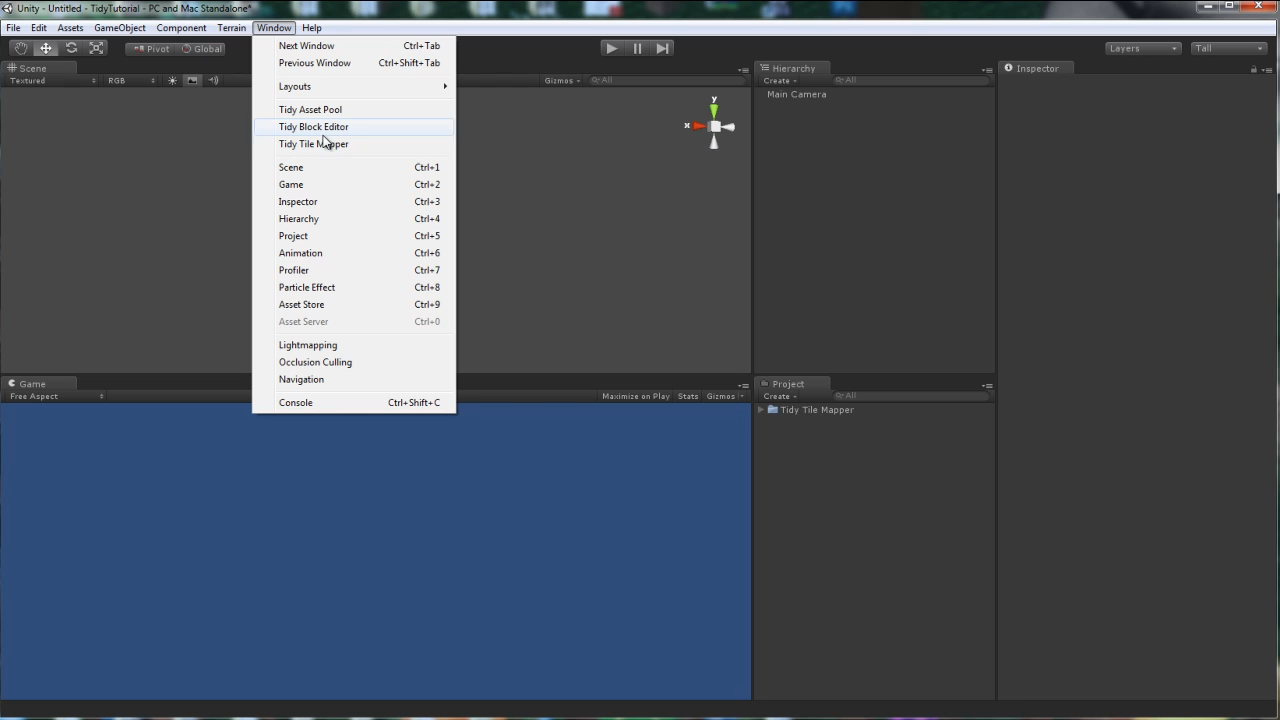 Unity - Untitled - TidyTutorial - PC and Mac Standalone*
File Edit Assets GameObject Component Terrain Window Help
Pivot Global Layers Tall
Scene
Textured RGB Gizmos All
Next Window Ctrl+Tab
Previous Window Ctrl+Shift+Tab
Layouts
Tidy Asset Pool
Tidy Block Editor
Tidy Tile Mapper
Scene Ctrl+1
Game Ctrl+2
Inspector Ctrl+3
Hierarchy Ctrl+4
Project Ctrl+5
Animation Ctrl+6
Profiler Ctrl+7
Particle Effect Ctrl+8
Asset Store Ctrl+9
Asset Server Ctrl+0
Lightmapping
Occlusion Culling
Navigation
Console Ctrl+Shift+C
y
x
Hierarchy
Create All
Main Camera
Inspector
Game
Free Aspect Maximize on Play Stats Gizmos
Project
Create All
Tidy Tile Mapper